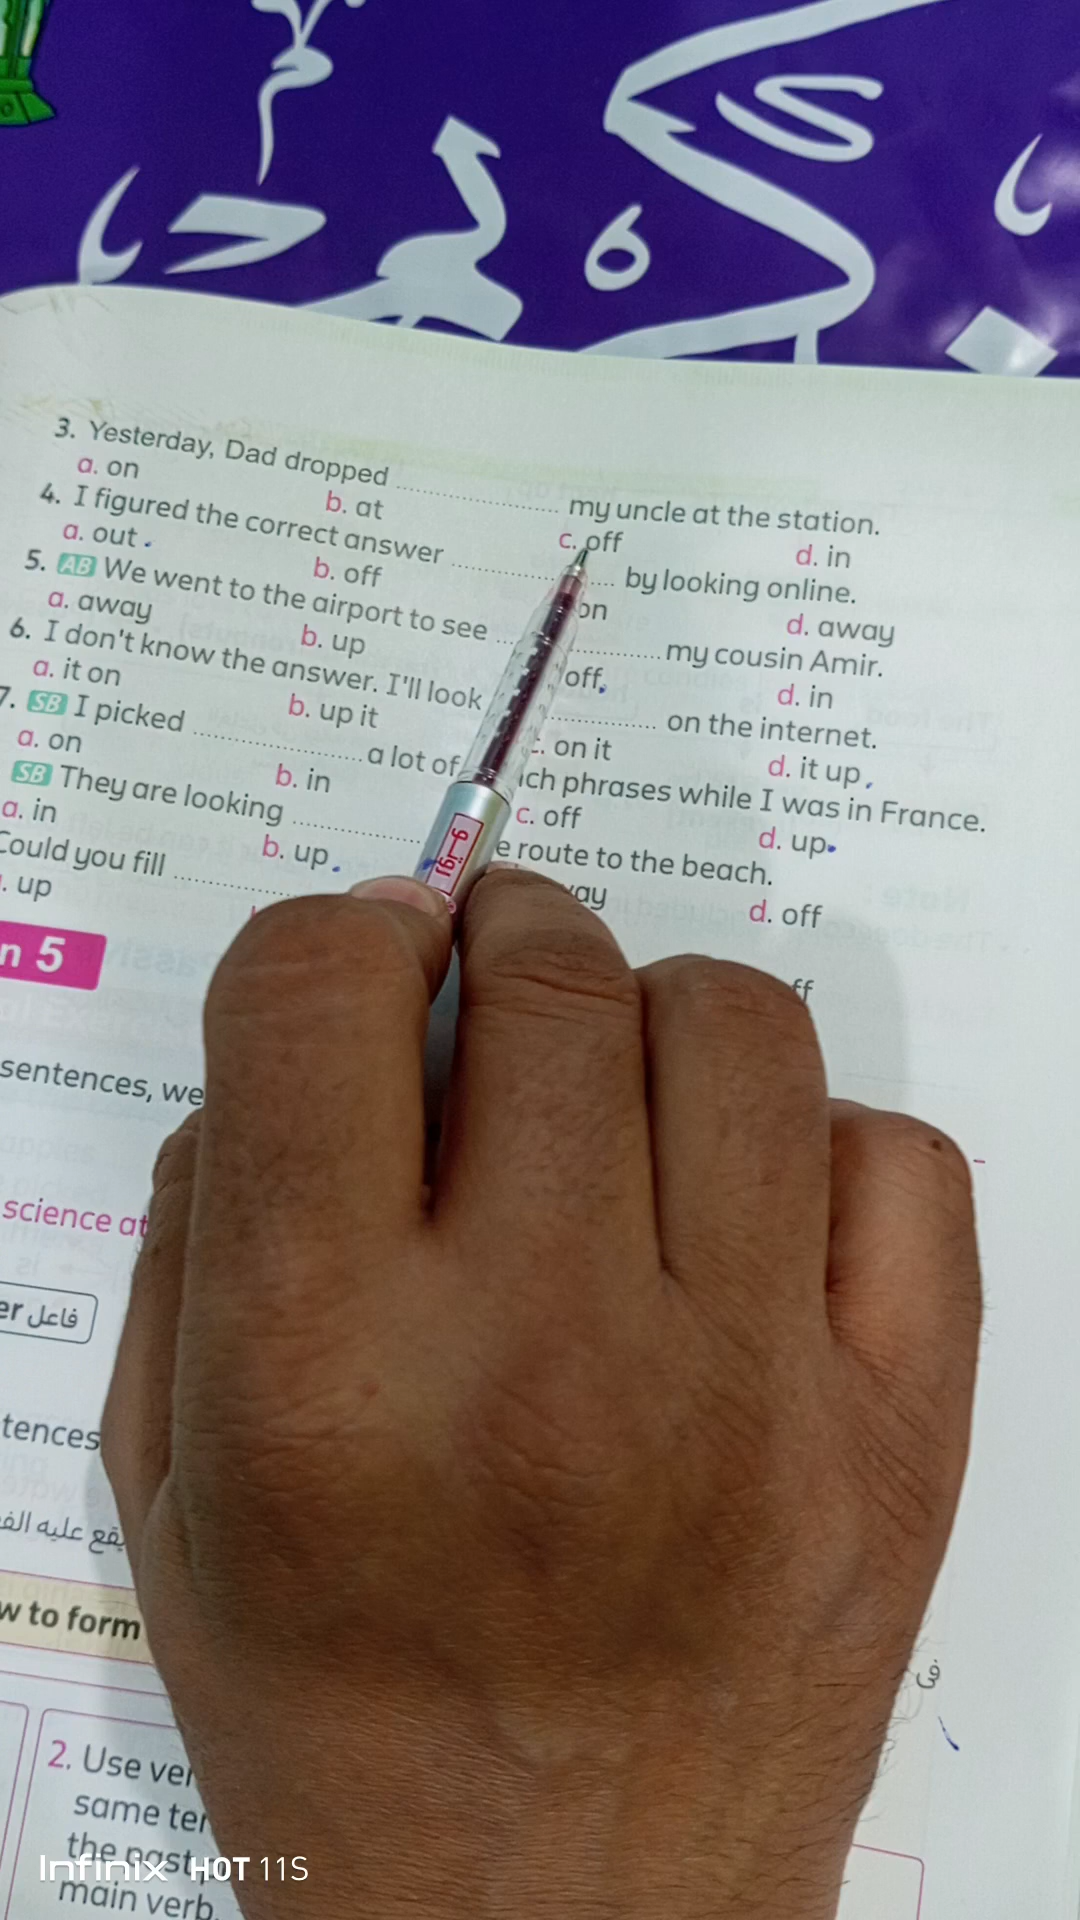 3. Yesterday, Dad dropped .......... my uncle at the station.
a. on b. at c. off d. in
4. I figured the correct answer .......... by looking online.
a. out b. off on d. away
5. AB We went to the airport to see .......... my cousin Amir.
a. away b. up off d. in
6. I don't know the answer. I'll look .......... on the internet.
a. it on b. up it c. on it d. it up
7. SB I picked .......... a lot of phrases while I was in France.
a. on b. in c. off d. up
SB They are looking .......... route to the beach.
a. in b. up d. off
Could you fill ..........
up
n 5
sentences, we
science at
er فاعل
tences
يقع عليه
w to form
فى
2. Use
same
the past
main verb.
Infinix HOT 11S